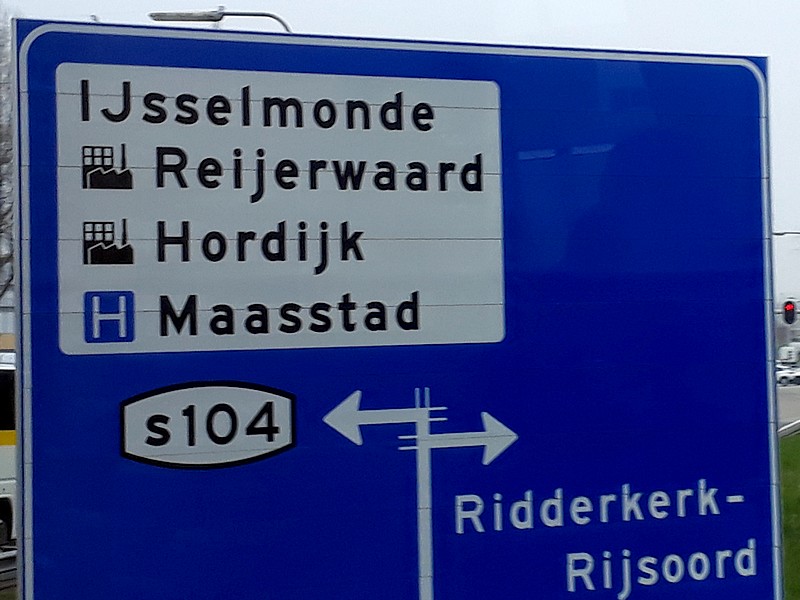 IJsselmonde
Reijerwaard
Hordijk
H Maasstad
s104
Ridderkerk-
Rijsoord